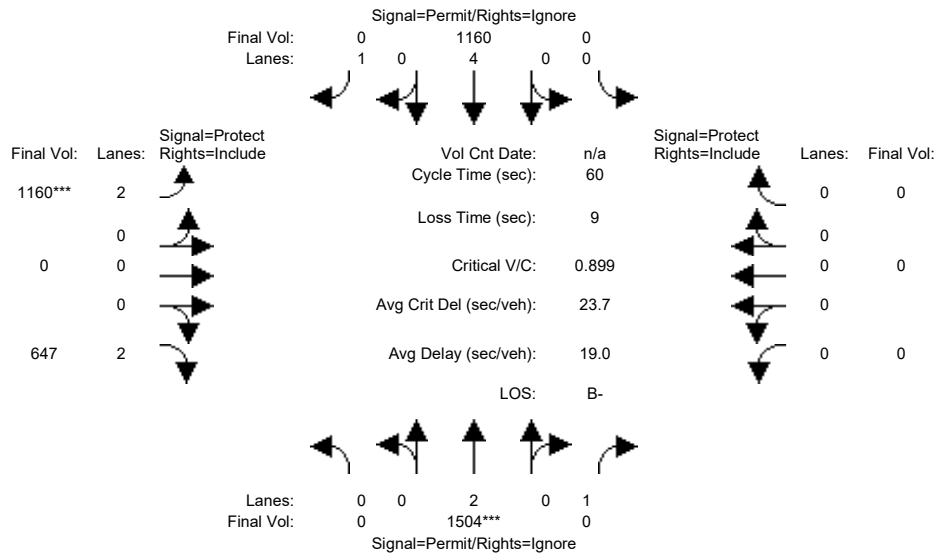 Signal=Permit/Rights=Ignore
Final Vol: 0 1160 0
Lanes: 1 0 4 0 0
Signal=Protect Signal=Protect
Final Vol: Lanes: Rights=Include Vol Cnt Date: n/a Rights=Include Lanes: Final Vol:
Cycle Time (sec): 60
1160*** 2 0 0
Loss Time (sec): 9
0 0
0 0 Critical V/C: 0.899 0 0
0 Avg Crit Del (sec/veh): 23.7 0
647 2 Avg Delay (sec/veh): 19.0 0 0
LOS: B-
Lanes: 0 0 2 0 1
Final Vol: 0 1504*** 0
Signal=Permit/Rights=Ignore